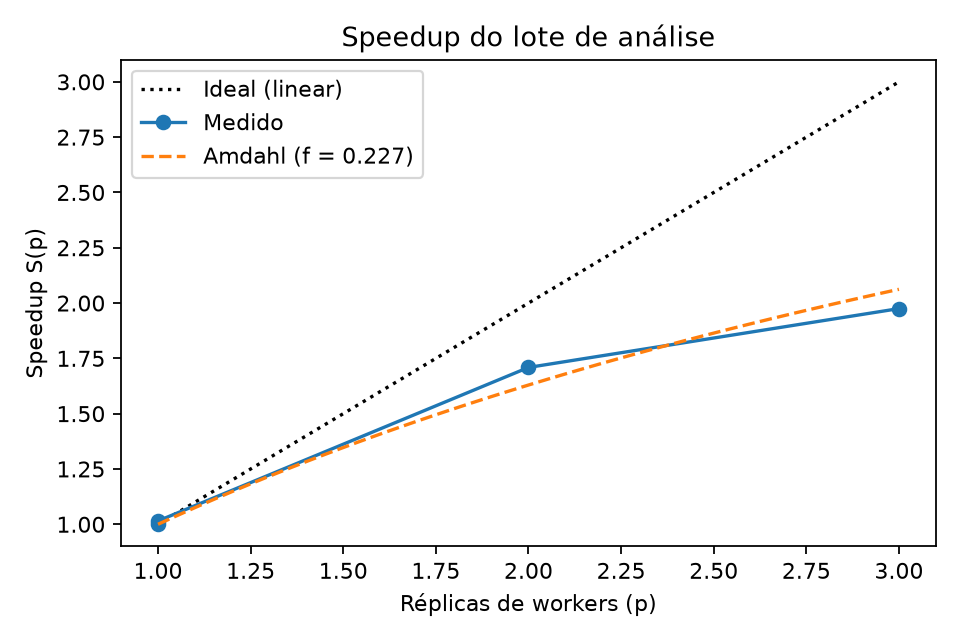 Speedup do lote de análise
Ideal (linear)
Medido
Amdahl (f = 0.227)
Speedup S(p)
3.00
2.75
2.50
2.25
2.00
1.75
1.50
1.25
1.00
1.00 1.25 1.50 1.75 2.00 2.25 2.50 2.75 3.00
Réplicas de workers (p)